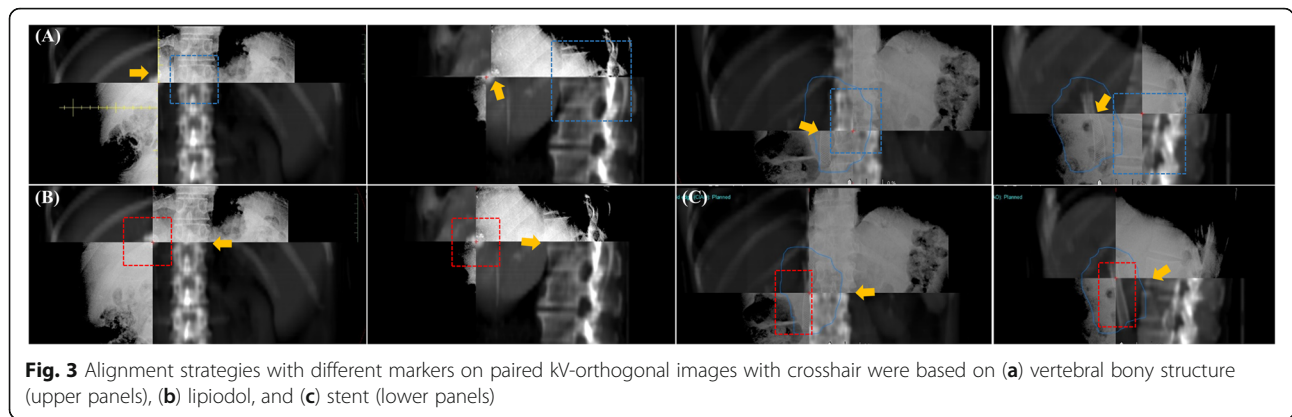 (A)
(B)
(C)
Planned
Planned
Fig. 3 Alignment strategies with different markers on paired kV-orthogonal images with crosshair were based on (a) vertebral bony structure
(upper panels), (b) lipiodol, and (c) stent (lower panels)